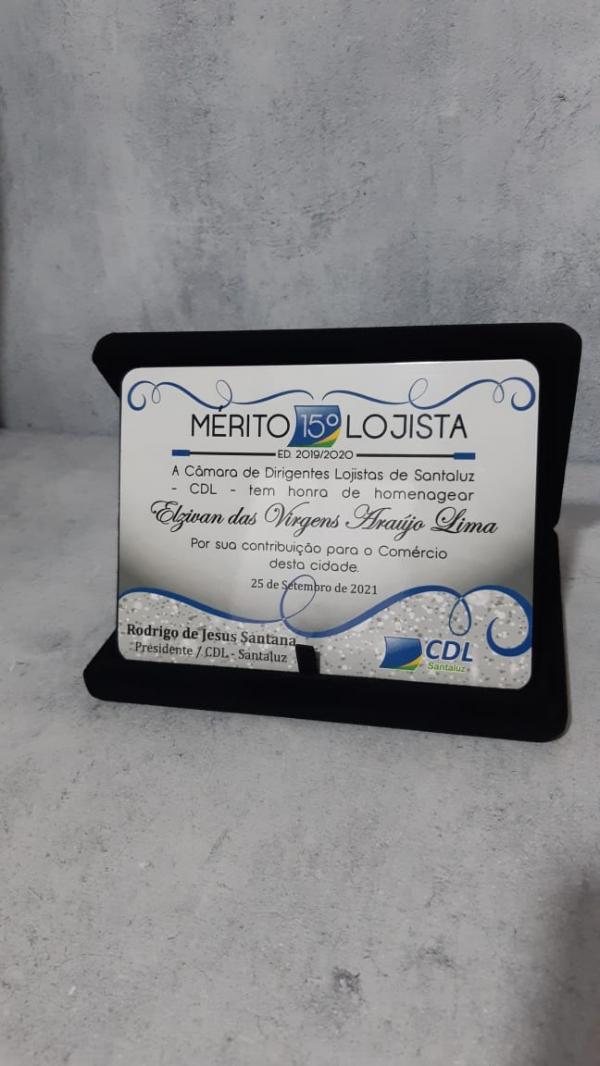 MÉRITO 15º LOJISTA
ED. 2019/2020
A Câmara de Dirigentes Lojistas de Santaluz
- CDL - tem honra de homenagear
Elzivan das Virgens Araújo Lima
Por sua contribuição para o Comércio
desta cidade.
25 de Setembro de 2021
Rodrigo de Jesus Santana
Presidente / CDL - Santaluz
CDL
Santaluz